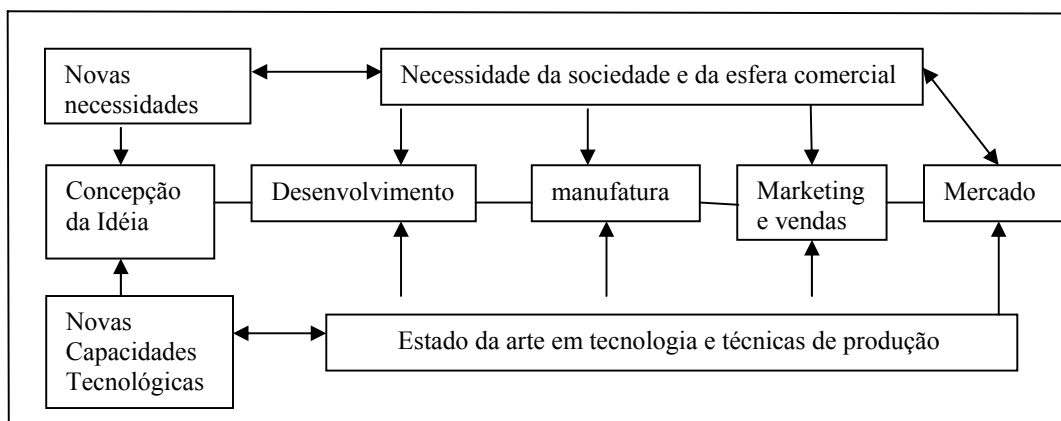 Novas
necessidades
Necessidade da sociedade e da esfera comercial
Concepção
da Idéia
Desenvolvimento
manufatura
Marketing
e vendas
Mercado
Novas
Capacidades
Tecnológicas
Estado da arte em tecnologia e técnicas de produção